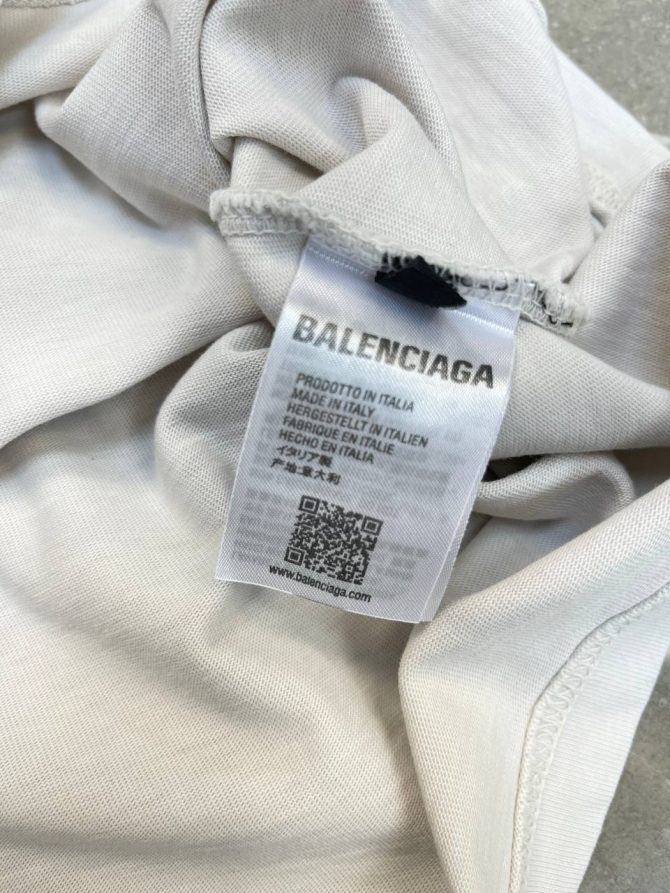 BALENCIAGA
PRODOTTO IN ITALIA
MADE IN ITALY
HERGESTELLT IN ITALIEN
FABRIQUE EN ITALIE
HECHO EN ITALIA
イタリア製
产地:意大利
www.balenciaga.com